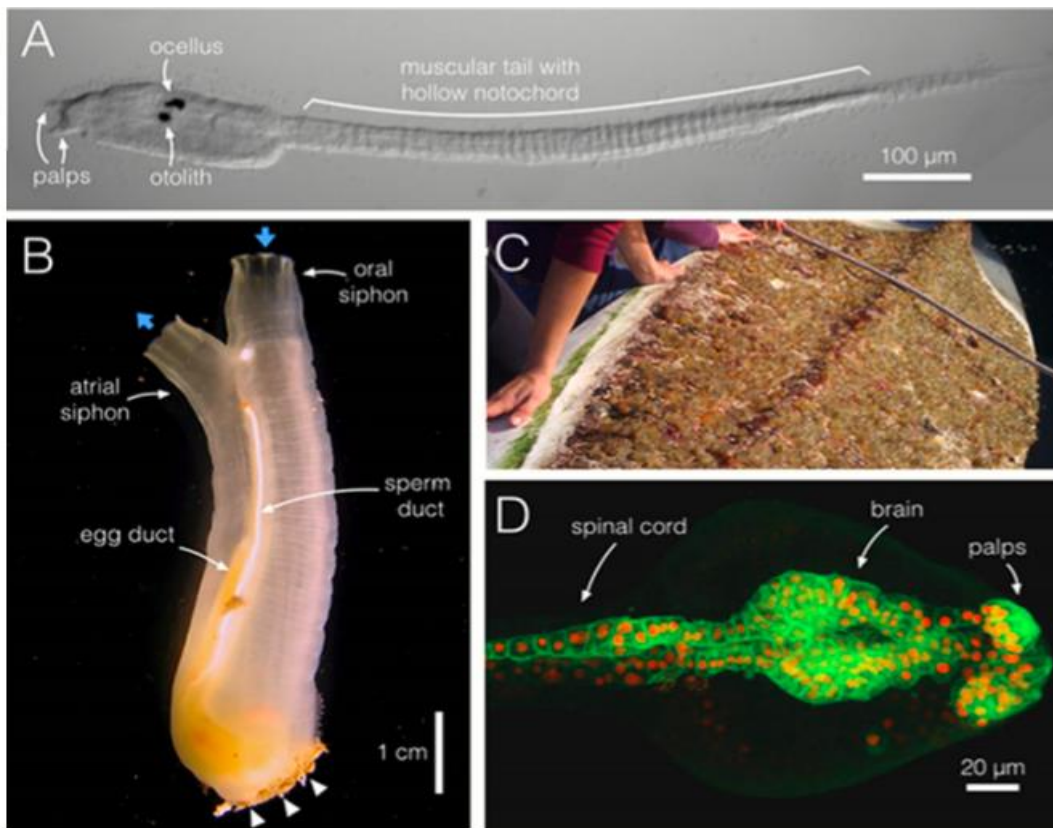 A
ocellus
muscular tail with
hollow notochord
palps
otolith
100 μm
B
oral
siphon
atrial
siphon
sperm
duct
egg duct
1 cm
C
D
spinal cord
brain
palps
20 μm